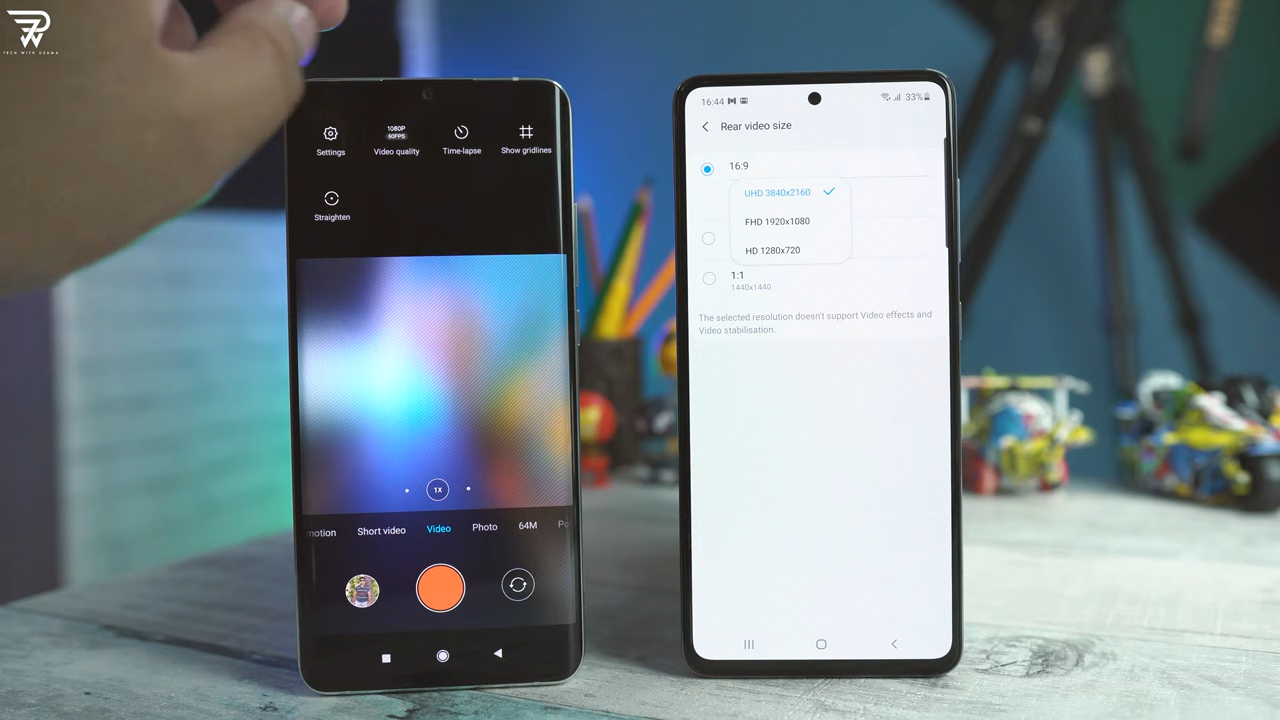 TECH WITH USAMA
1080P
60FPS
Settings
Video quality
Time-lapse
Show gridlines
Straighten
1X
motion
Short video
Video
Photo
64M
Po
16:44
33%
Rear video size
16:9
UHD 3840x2160
FHD 1920x1080
HD 1280x720
1:1
1440x1440
The selected resolution doesn't support Video effects and
Video stabilisation.